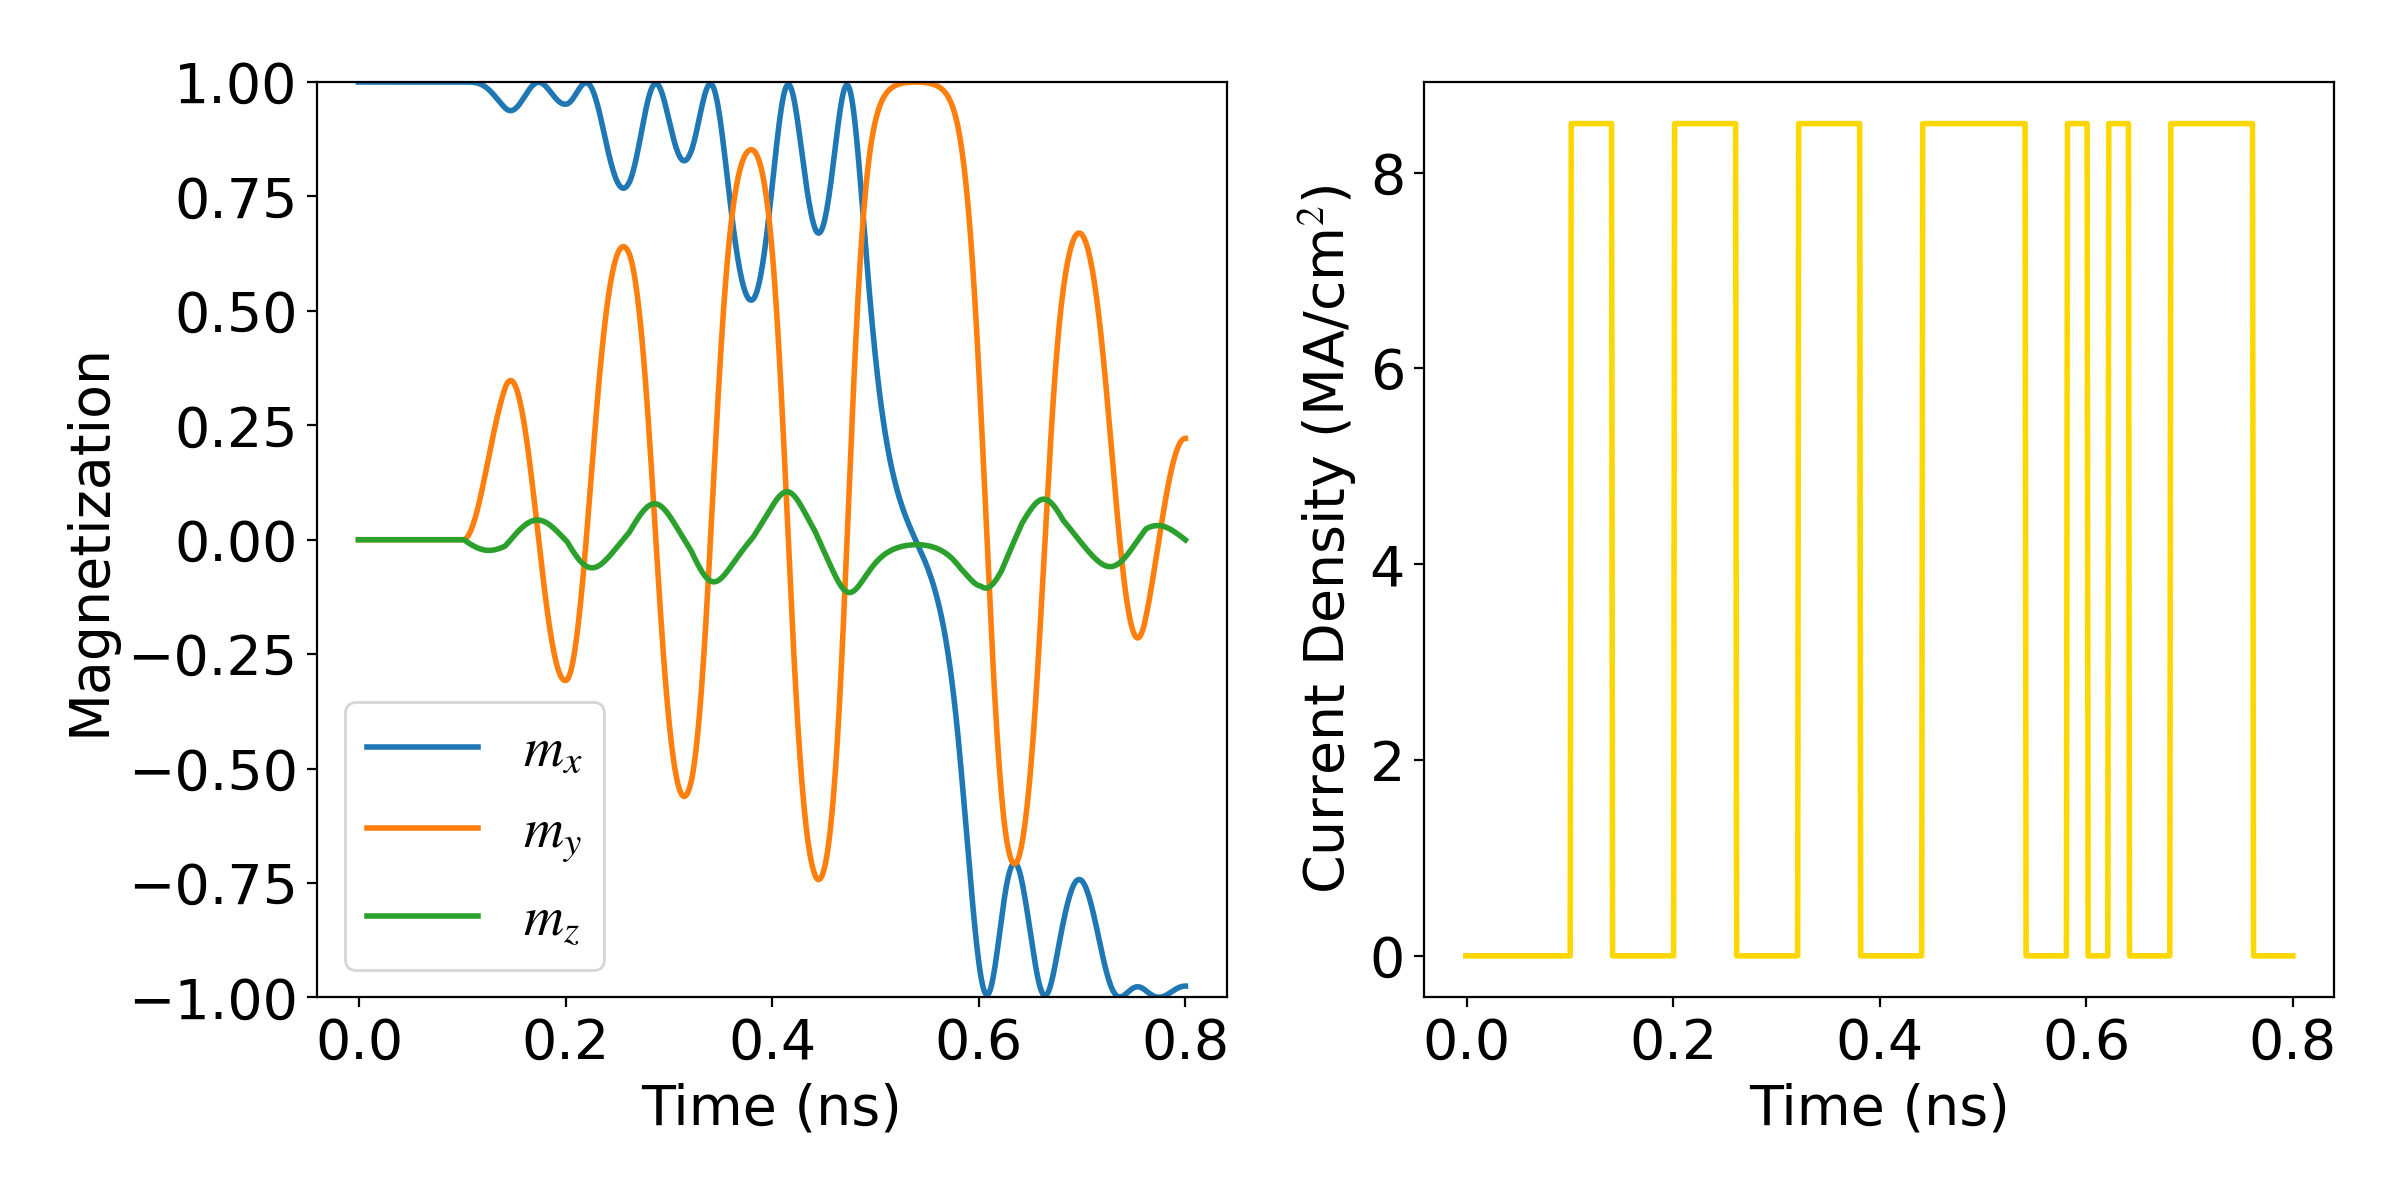 1.00
0.75
0.50
0.25
0.00
−0.25
−0.50
−0.75
−1.00
Magnetization
m_x
m_y
m_z
0.0 0.2 0.4 0.6 0.8
Time (ns)
8
6
4
2
0
Current Density (MA/cm²)
0.0 0.2 0.4 0.6 0.8
Time (ns)